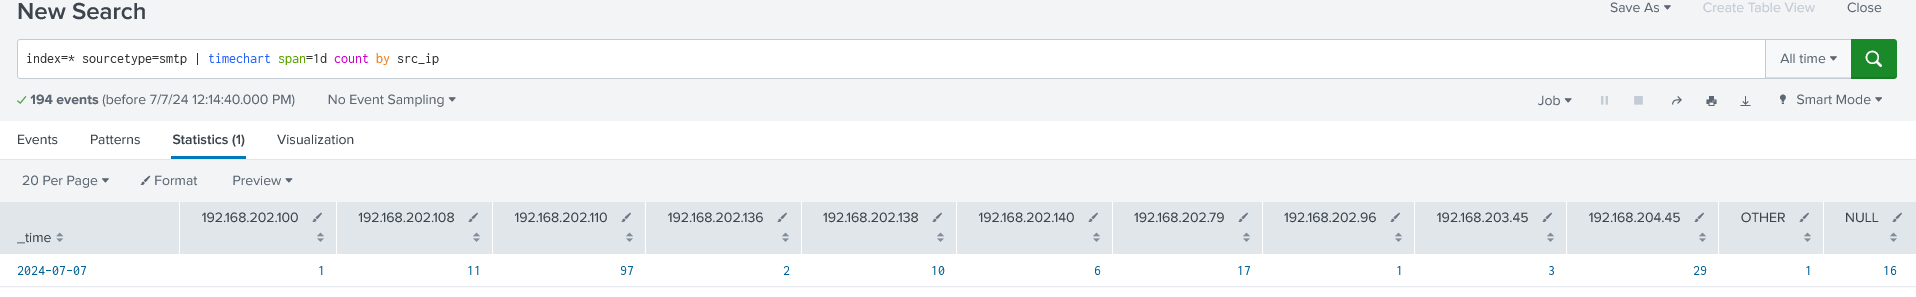 New Search
Save As Create Table View Close
index=* sourcetype=smtp | timechart span=1d count by src_ip
All time
194 events (before 7/7/24 12:14:40.000 PM) No Event Sampling
Job Smart Mode
Events Patterns Statistics (1) Visualization
20 Per Page Format Preview
_time 192.168.202.100 192.168.202.108 192.168.202.110 192.168.202.136 192.168.202.138 192.168.202.140 192.168.202.79 192.168.202.96 192.168.203.45 192.168.204.45 OTHER NULL
2024-07-07 1 11 97 2 10 6 17 1 3 29 1 16